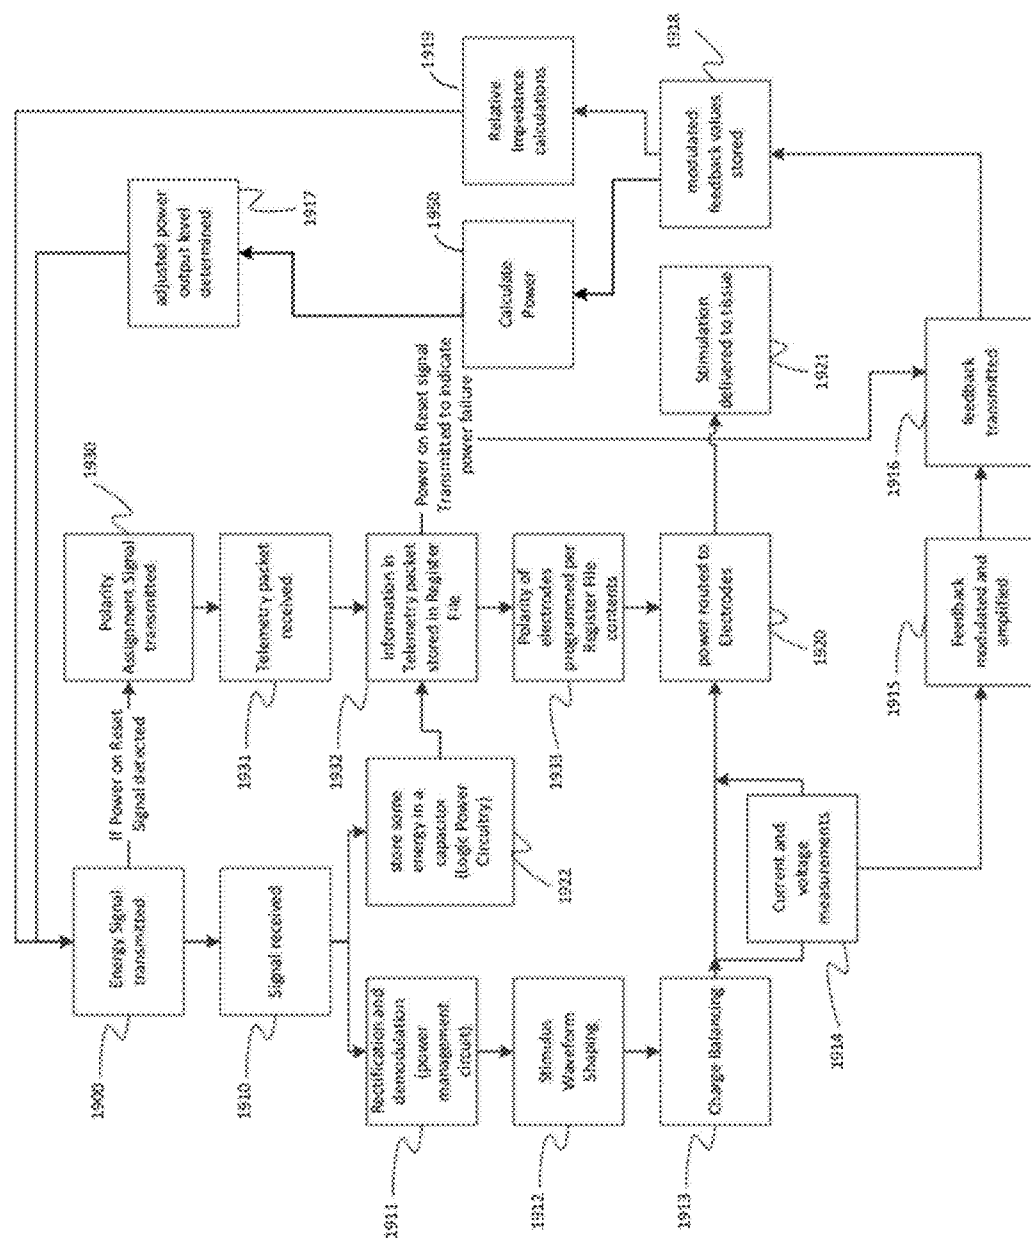 Energy Signal
transmitted
1900
If Power on Reset
Signal detected
Polarity
Assignment Signal
transmitted
1930
adjusted power
output level
determined
1917
Signal received
1910
Telemetry packet
received
1931
Rectification and
demodulation
(power
management
circuit)
1911
store some
energy in a
capacitor
(Logic Power
Circuitry)
1922
Information in
Telemetry packet
stored in Register
File
1932
Power on Reset signal
Transmitted to indicate
power failure
Calculate
Power
1950
Relative
Impedance
calculations
1919
Stimulus
Waveform
Shaping
1912
Polarity of
electrodes
programmed per
Register File
contents
1933
Charge Balancing
1913
power routed to
Electrodes
1920
Stimulation
delivered to tissue
1921
modulated
feedback values
stored
1918
Current and
voltage
measurements
1914
Feedback
modulated and
amplified
1915
feedback
transmitted
1916